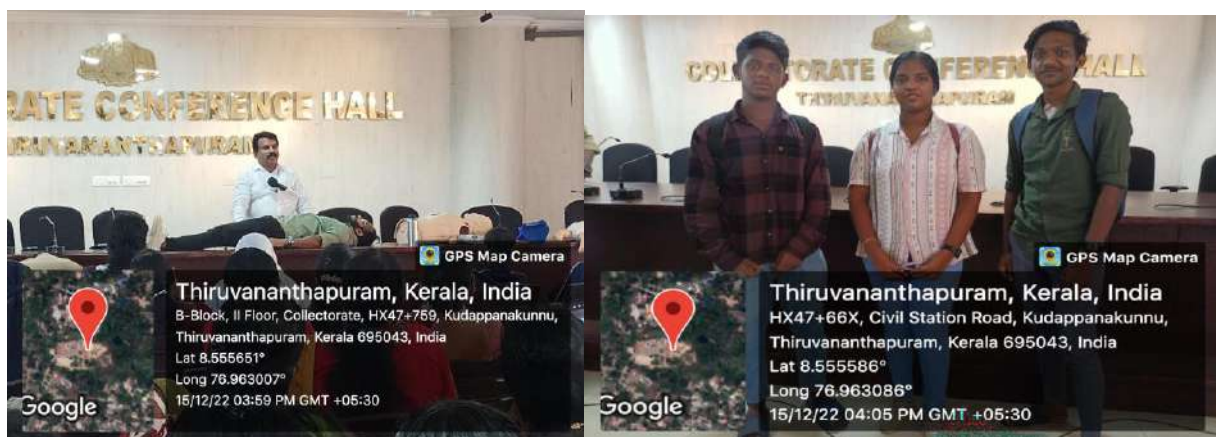 RATE CONFERENCE HALL
GPS Map Camera
Thiruvananthapuram, Kerala, India
B-Block, II Floor, Collectorate, HX47+759, Kudappanakunnu,
Thiruvananthapuram, Kerala 695043, India
Lat 8.555651°
Long 76.963007°
15/12/22 03:59 PM GMT +05:30
Google
GPS Map Camera
Thiruvananthapuram, Kerala, India
HX47+66X, Civil Station Road, Kudappanakunnu,
Thiruvananthapuram, Kerala 695043, India
Lat 8.555586°
Long 76.963086°
15/12/22 04:05 PM GMT +05:30
Google